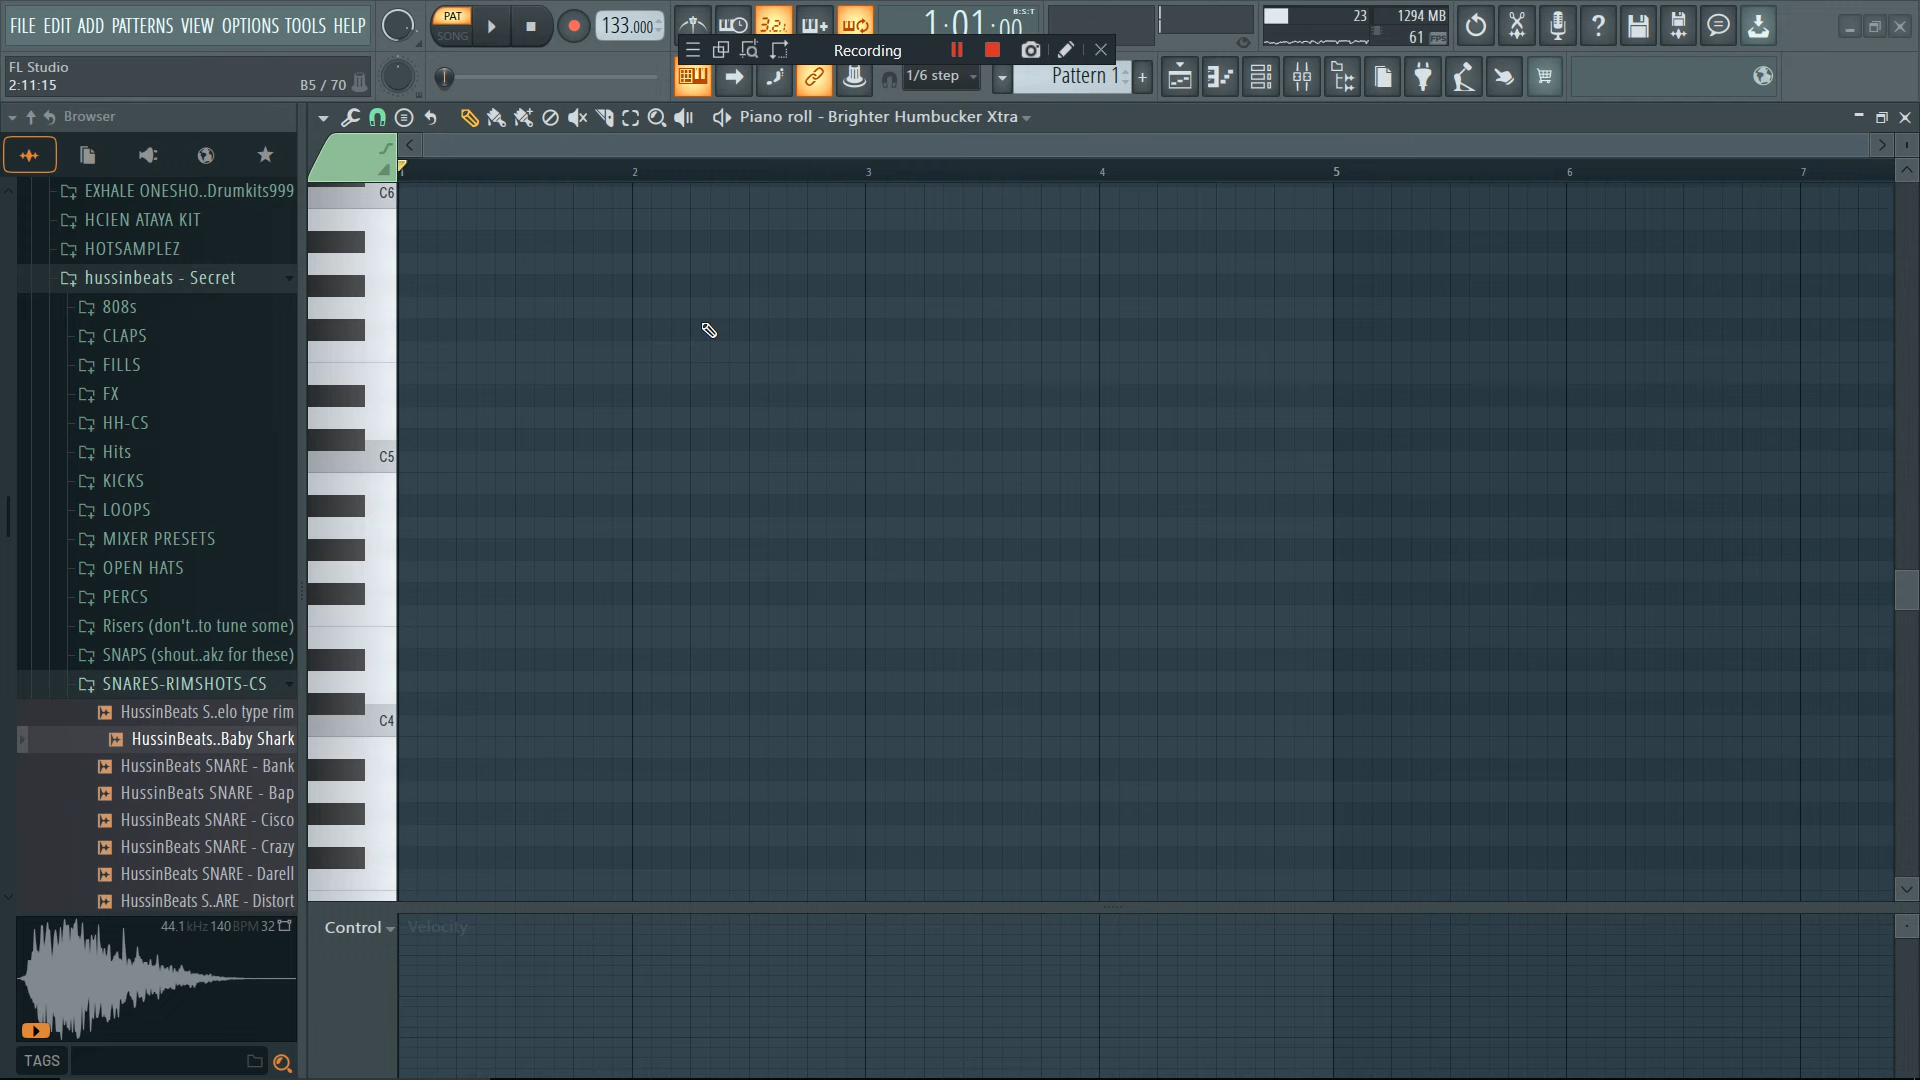 FILE EDIT ADD PATTERNS VIEW OPTIONS TOOLS HELP
PAT
SONG
133.000
3.2.
1:01:00
B:S:T
23
1294 MB
61 FPS
Recording
FL Studio
2:11:15
B5 / 70
1/6 step
Pattern 1
Browser
Piano roll - Brighter Humbucker Xtra
1 2 3 4 5 6 7
EXHALE ONESHO..Drumkits999
HCIEN ATAYA KIT
HOTSAMPLEZ
hussinbeats - Secret
808s
CLAPS
FILLS
FX
HH-CS
Hits
KICKS
LOOPS
MIXER PRESETS
OPEN HATS
PERCS
Risers (don't..to tune some)
SNAPS (shout..akz for these)
SNARES-RIMSHOTS-CS
HussinBeats S..elo type rim
HussinBeats..Baby Shark
HussinBeats SNARE - Bank
HussinBeats SNARE - Bap
HussinBeats SNARE - Cisco
HussinBeats SNARE - Crazy
HussinBeats SNARE - Darell
HussinBeats S..ARE - Distort
C6
C5
C4
Control
Velocity
44.1kHz 140BPM 32
TAGS